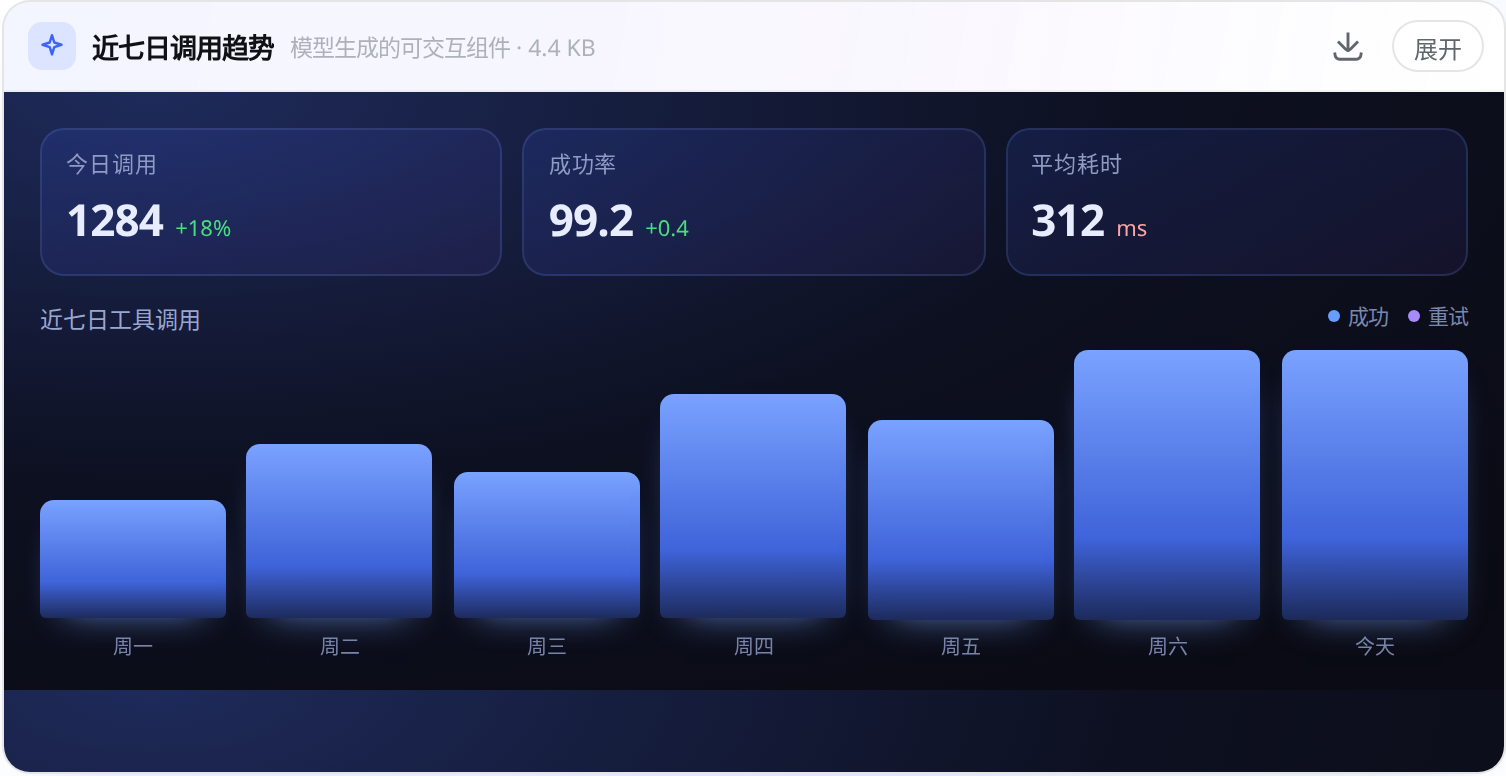 近七日调用趋势 模型生成的可交互组件 · 4.4 KB 展开
今日调用
1284 +18%
成功率
99.2 +0.4
平均耗时
312 ms
近七日工具调用
成功 重试
周一 周二 周三 周四 周五 周六 今天